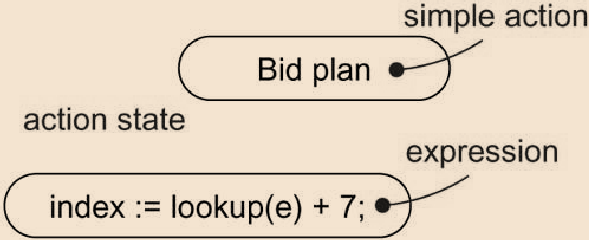 simple action
Bid plan
action state
expression
index := lookup(e) + 7;